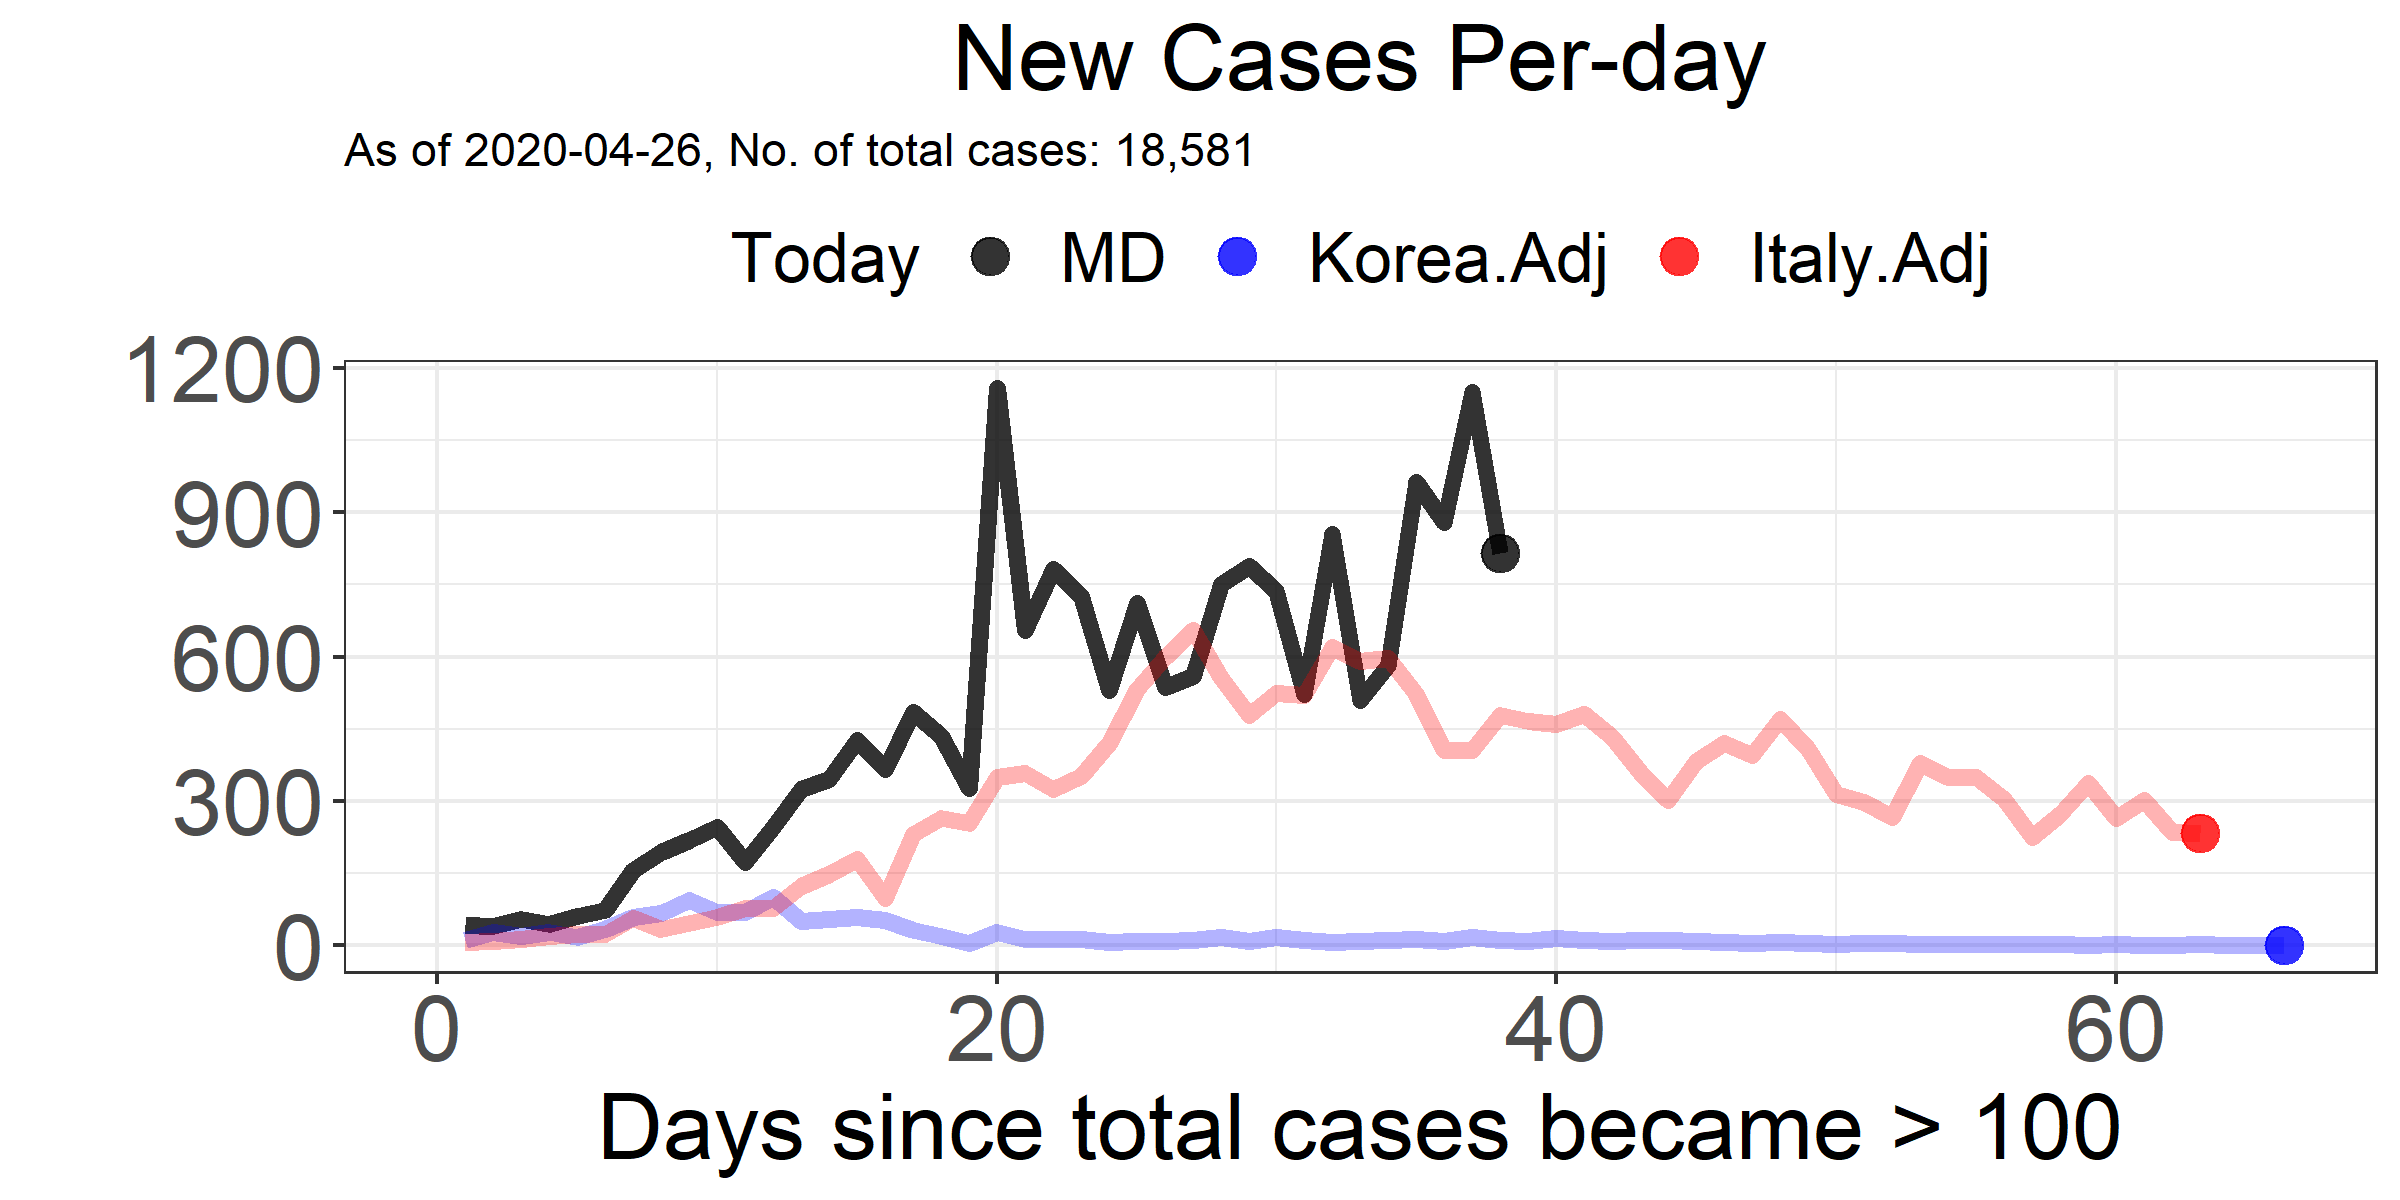 New Cases Per-day
As of 2020-04-26, No. of total cases: 18,581
Today MD Korea.Adj Italy.Adj
1200
900
600
300
0
0 20 40 60
Days since total cases became > 100